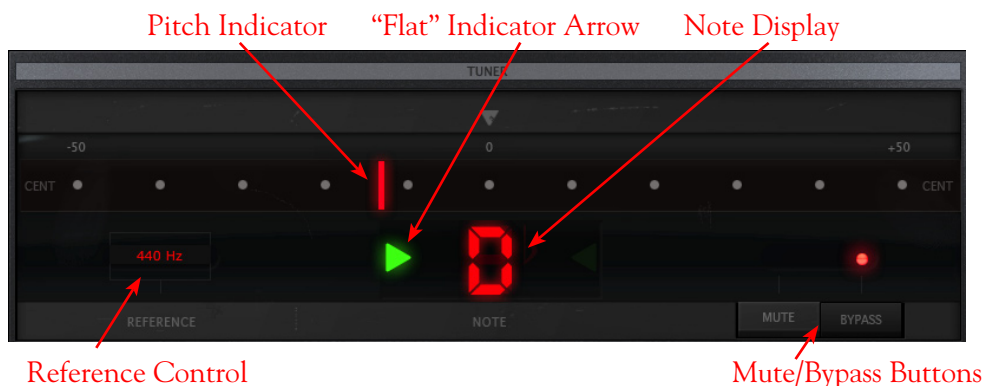 Pitch Indicator “Flat” Indicator Arrow Note Display
TUNER
-50 0 +50
CENT CENT
440 Hz D
REFERENCE NOTE MUTE BYPASS
Reference Control Mute/Bypass Buttons